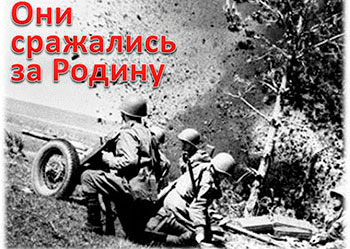 Они
сражались
за Родину